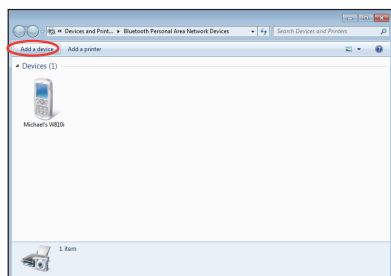 Devices and Print... Bluetooth Personal Area Network Devices Search Devices and Printers
Add a device Add a printer
Devices (1)
Michael's W810i
1 item